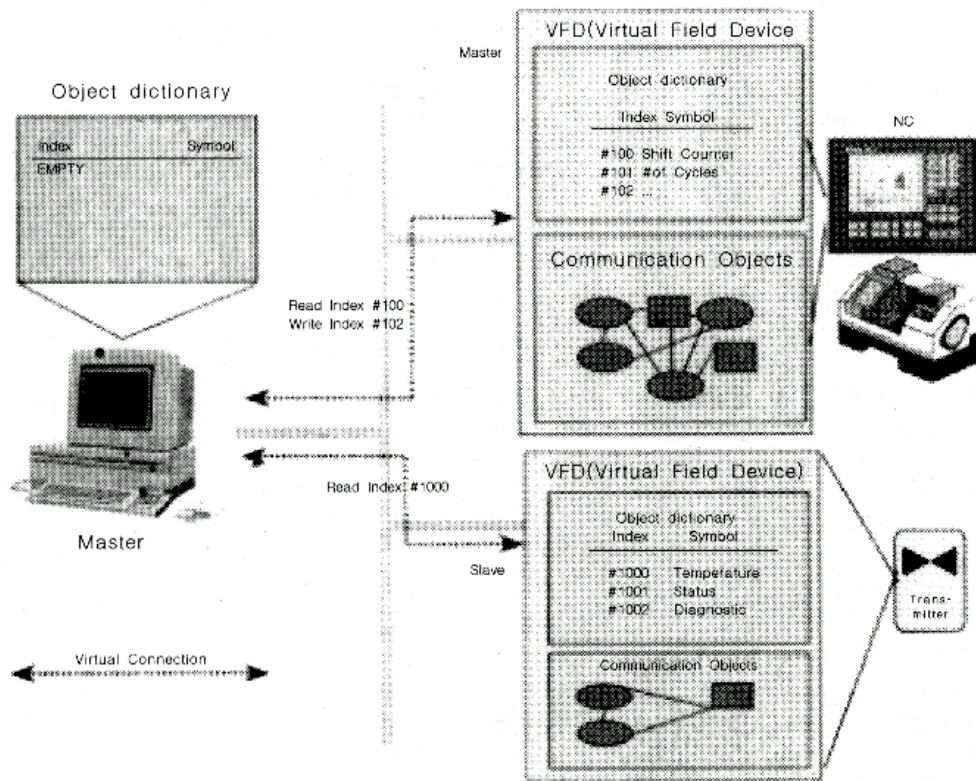 VFD(Virtual Field Device
Master
Object dictionary
Object dictionary
Index Symbol
NC
Index Symbol
EMPTY
#100 Shift Counter
#101 #of Cycles
#102 ...
Communication Objects
Read Index #100
Write Index #102
VFD(Virtual Field Device)
Read Index #1000
Object dictionary
Index Symbol
Master
Slave
#1000 Temperature
#1001 Status
#1002 Diagnostic
Trans-
mitter
Virtual Connection
Communication Objects